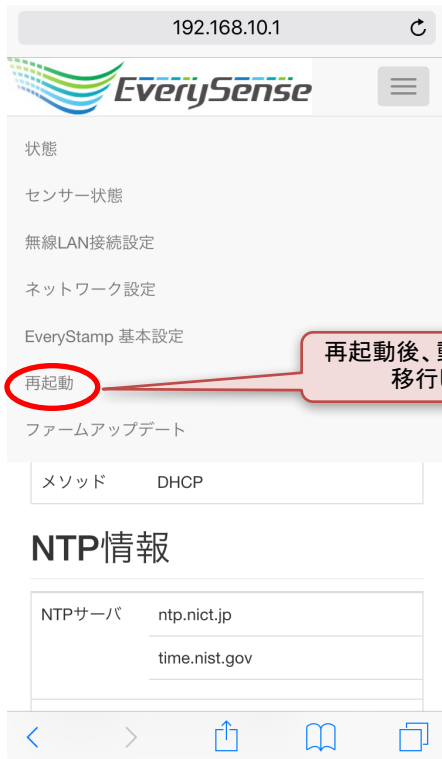 192.168.10.1
EverySense
状態
センサー状態
無線LAN接続設定
ネットワーク設定
EveryStamp 基本設定
再起動後、
移行
再起動
ファームアップデート
メソッド DHCP
NTP情報
NTPサーバ ntp.nict.jp
time.nist.gov